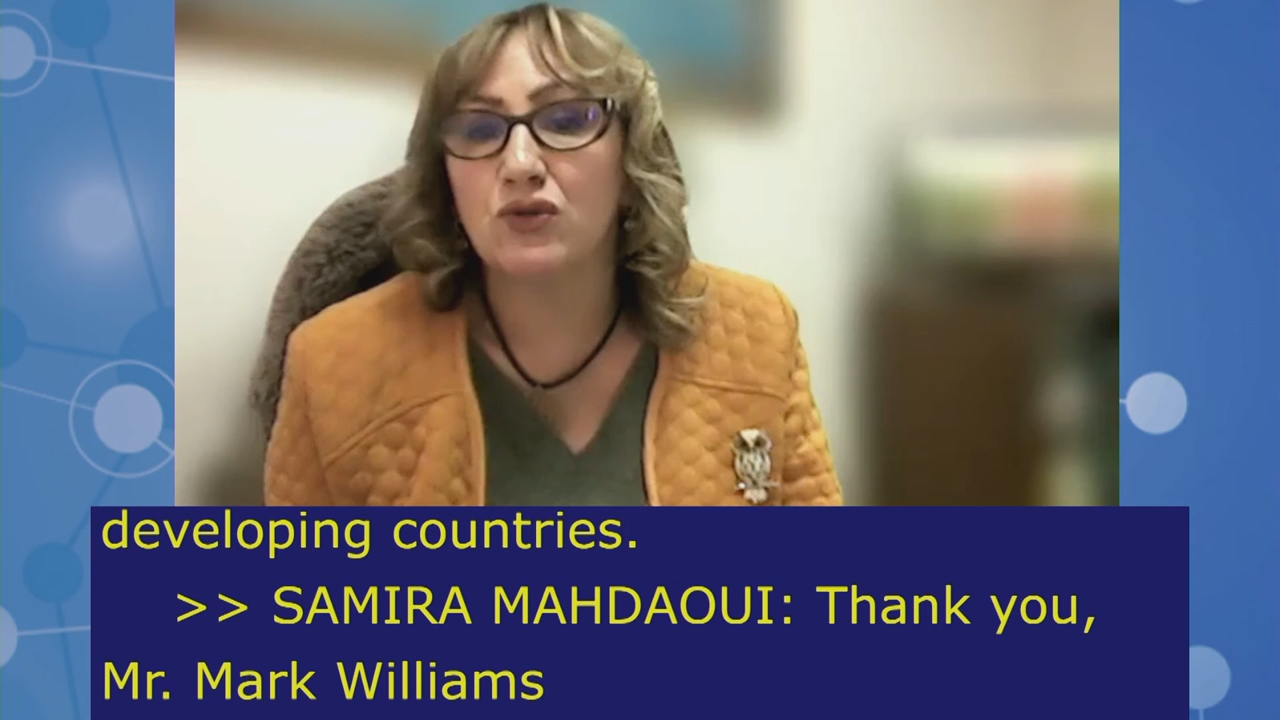 developing countries.
>> SAMIRA MAHDAOUI: Thank you,
Mr. Mark Williams